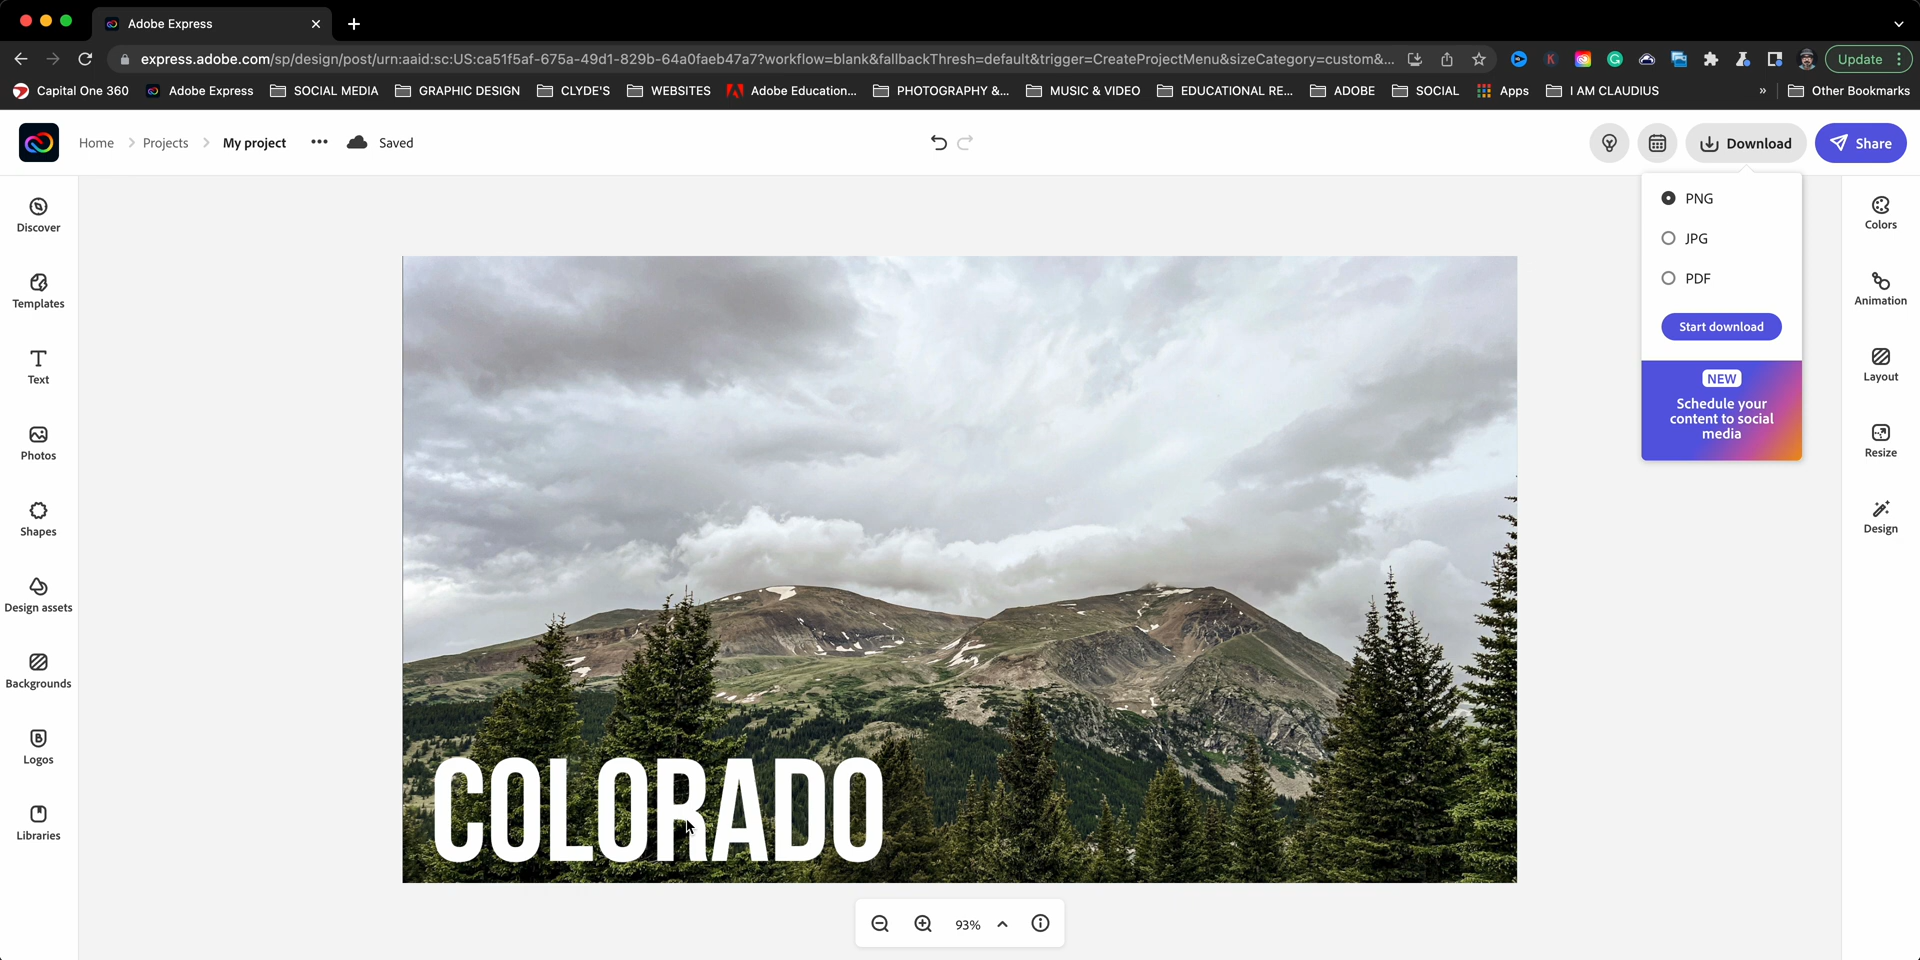 Adobe Express
express.adobe.com/sp/design/post/urn:aaid:sc:US:ca51f5af-675a-49d1-829b-64a0faeb47a7?workflow=blank&fallbackThresh=default&trigger=CreateProjectMenu&sizeCategory=custom&...
Update
Capital One 360 Adobe Express SOCIAL MEDIA GRAPHIC DESIGN CLYDE'S WEBSITES Adobe Education... PHOTOGRAPHY &... MUSIC & VIDEO EDUCATIONAL RE... ADOBE SOCIAL Apps I AM CLAUDIUS » Other Bookmarks
Home Projects My project ••• Saved Download Share
Discover
Templates
Text
Photos
Shapes
Design assets
Backgrounds
Logos
Libraries
PNG
JPG
PDF
Start download
NEW
Schedule your
content to social
media
Colors
Animation
Layout
Resize
Design
COLORADO
93%